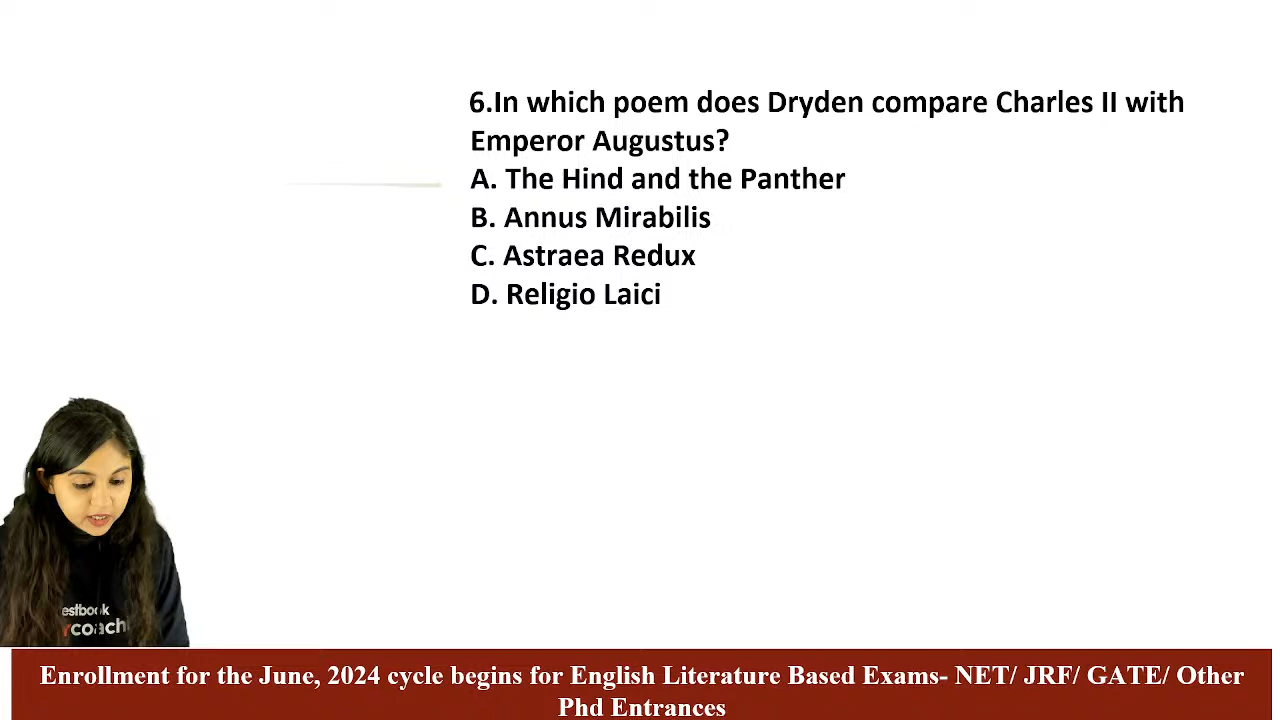 6.In which poem does Dryden compare Charles II with
Emperor Augustus?
A. The Hind and the Panther
B. Annus Mirabilis
C. Astraea Redux
D. Religio Laici
estbook
rcoach
Enrollment for the June, 2024 cycle begins for English Literature Based Exams- NET/ JRF/ GATE/ Other
Phd Entrances